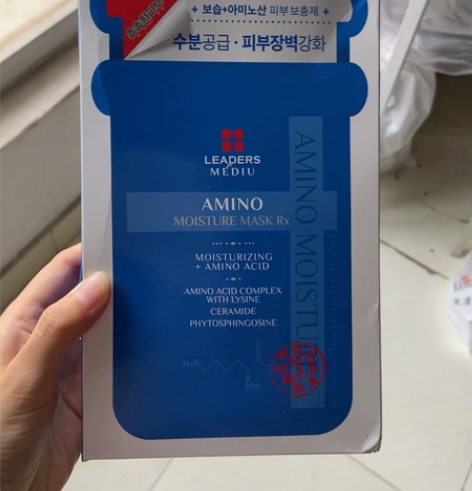 + 보습+아미노산 피부 보충제 +
수분공급·피부장벽강화
LEADERS
MEDIU
AMINO
MOISTURE MASK Rx
MOISTURIZING
+ AMINO ACID
AMINO ACID COMPLEX
WITH LYSINE
CERAMIDE
PHYTOSPHINGOSINE
AMINO MOISTU
H₂N
O
NH₂